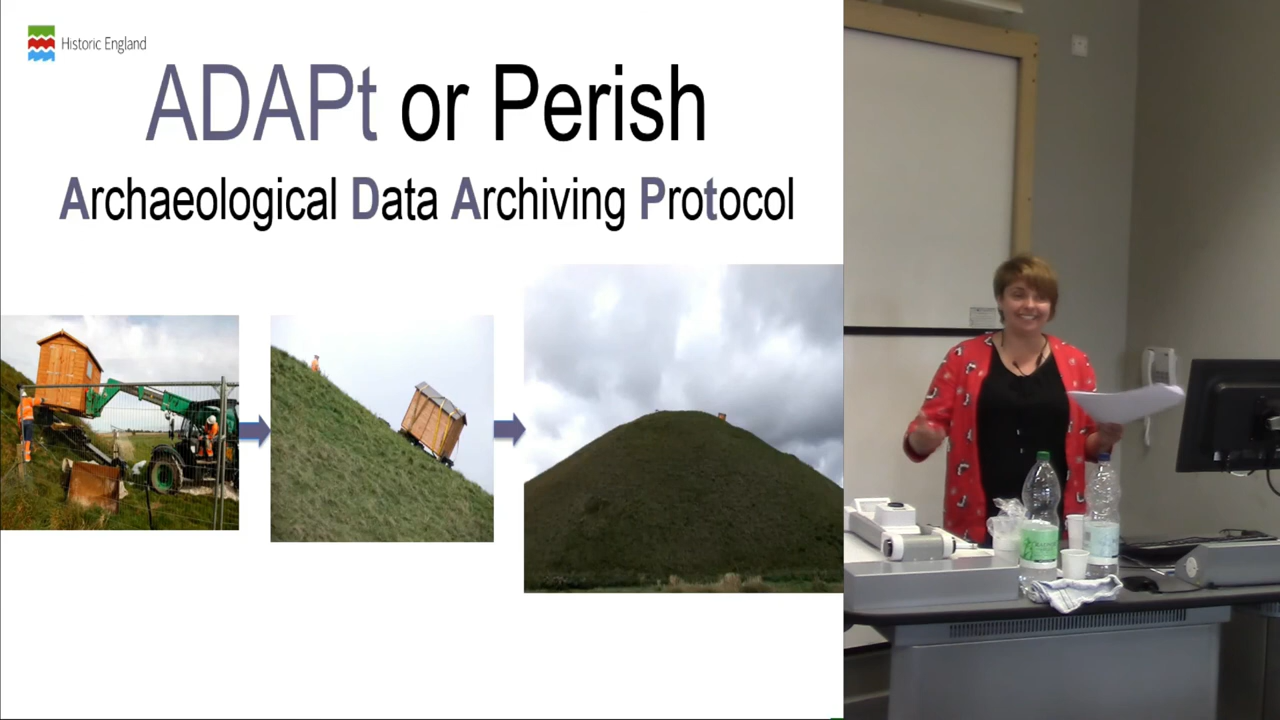 Historic England
ADAPt or Perish
Archaeological Data Archiving Protocol